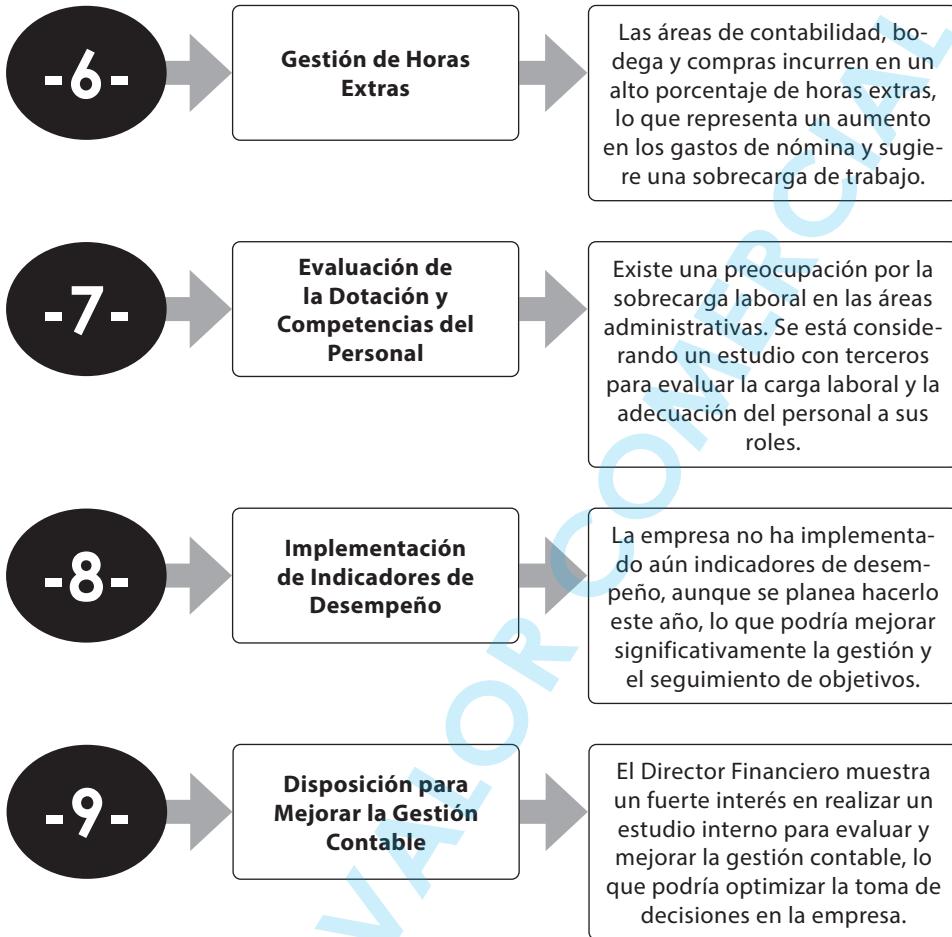 -6-
Gestión de Horas
Extras
Las áreas de contabilidad, bo-
dega y compras incurren en un
alto porcentaje de horas extras,
lo que representa un aumento
en los gastos de nómina y sugie-
re una sobrecarga de trabajo.
-7-
Evaluación de
la Dotación y
Competencias del
Personal
Existe una preocupación por la
sobrecarga laboral en las áreas
administrativas. Se está conside-
rando un estudio con terceros
para evaluar la carga laboral y la
adecuación del personal a sus
roles.
-8-
Implementación
de Indicadores de
Desempeño
La empresa no ha implementa-
do aún indicadores de desem-
peño, aunque se planea hacerlo
este año, lo que podría mejorar
significativamente la gestión y
el seguimiento de objetivos.
-9-
Disposición para
Mejorar la Gestión
Contable
El Director Financiero muestra
un fuerte interés en realizar un
estudio interno para evaluar y
mejorar la gestión contable, lo
que podría optimizar la toma de
decisiones en la empresa.
VALOR COMERCIAL